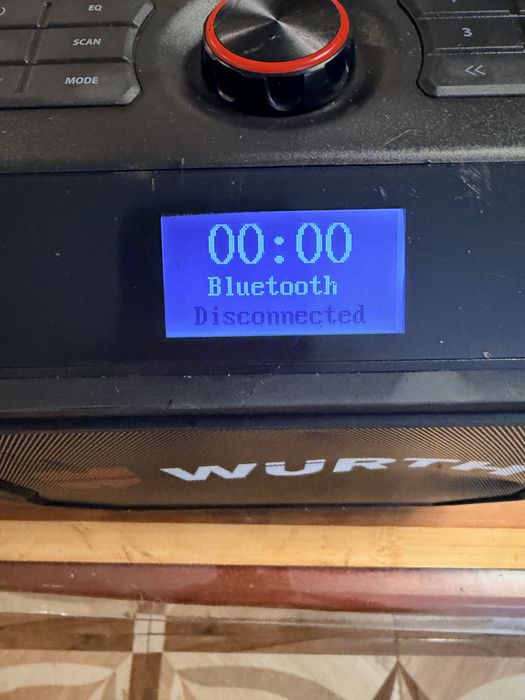 EQ
SCAN
MODE
3
<<
00:00
Bluetooth
Disconnected
WURTH